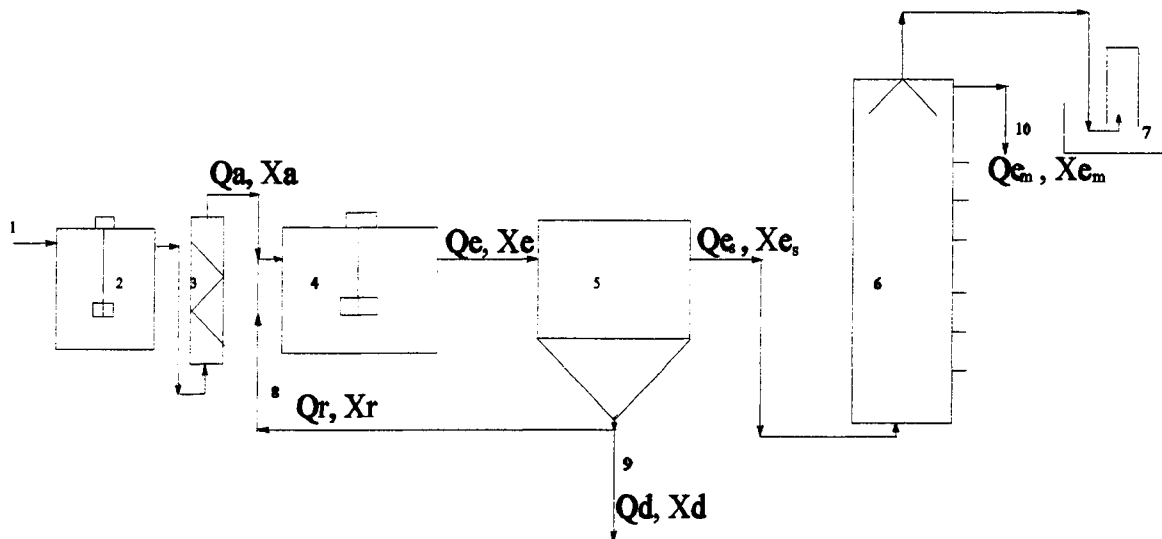 1
2
3
Qa, Xa
4
Qe, Xe
5
Qeₛ, Xeₛ
6
7
10
Qeₘ, Xeₘ
8
Qr, Xr
9
Qd, Xd